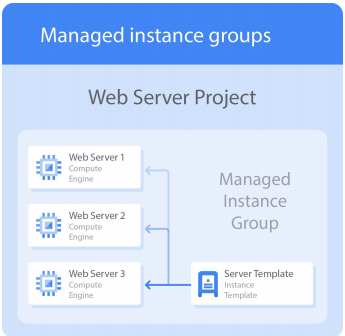 Managed instance groups
Web Server Project
Web Server 1
Compute
Engine
Web Server 2
Compute
Engine
Web Server 3
Compute
Engine
Managed
Instance
Group
Server Template
Instance
Template